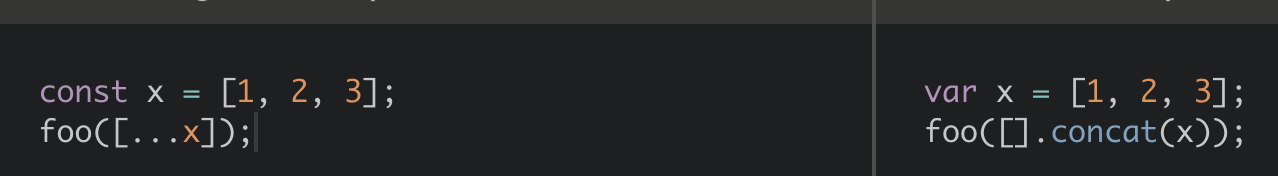 const x = [1, 2, 3];
foo([...x]);
var x = [1, 2, 3];
foo([].concat(x));